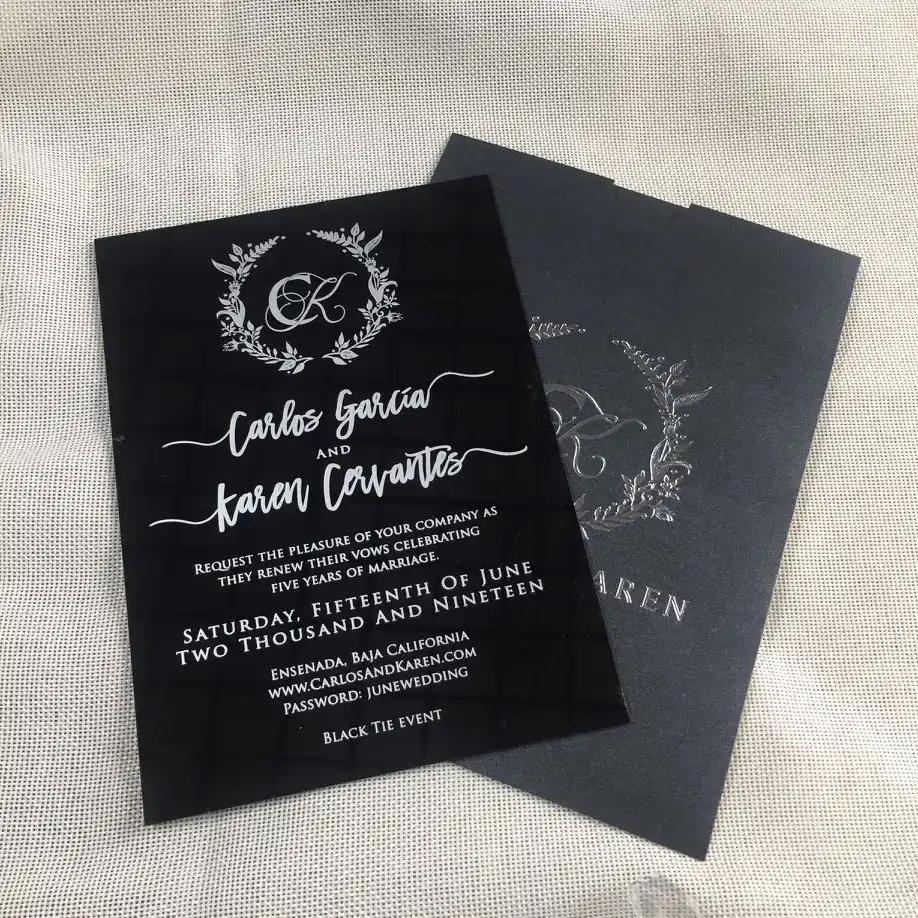 CK
Carlos García
AND
Karen Cervantes
REQUEST THE PLEASURE OF YOUR COMPANY AS
THEY RENEW THEIR VOWS CELEBRATING
FIVE YEARS OF MARRIAGE.
SATURDAY, FIFTEENTH OF JUNE
TWO THOUSAND AND NINETEEN
ENSENADA, BAJA CALIFORNIA
WWW.CARLOSANDKAREN.COM
PASSWORD: JUNEWEDDING
BLACK TIE EVENT
K
AREN